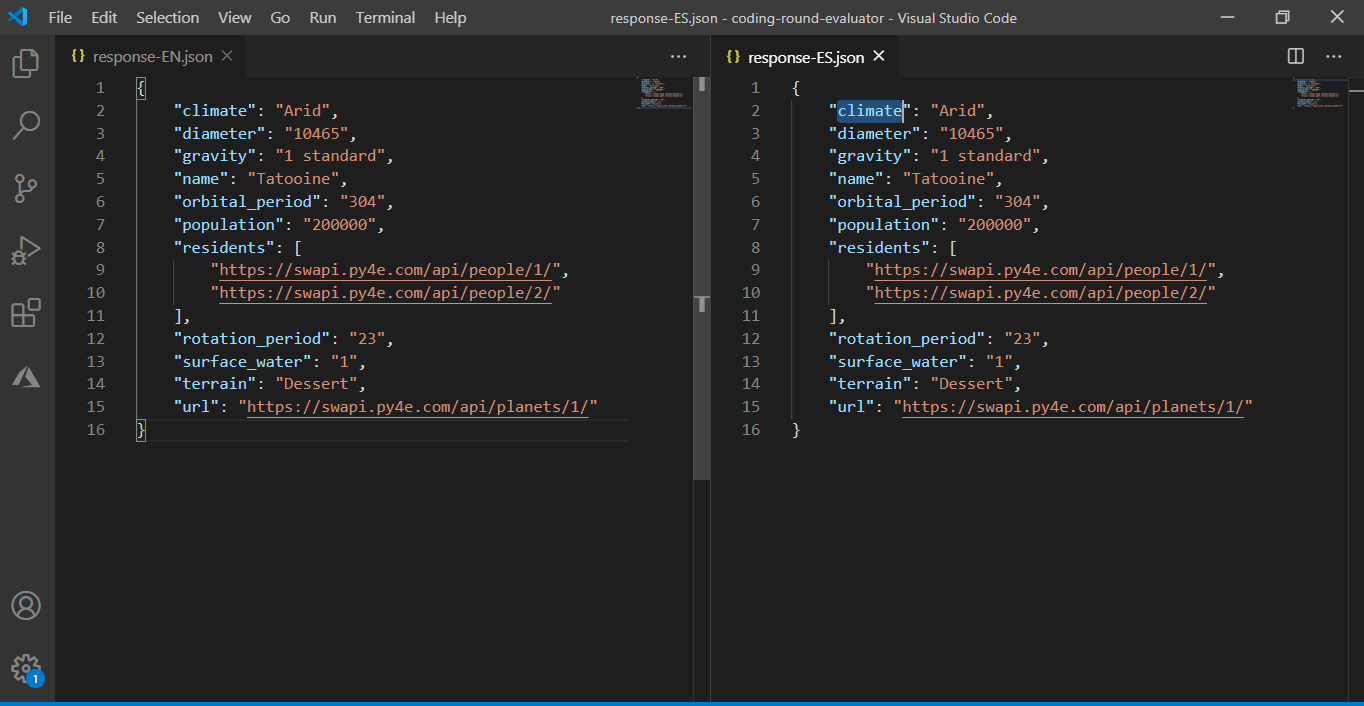 File Edit Selection View Go Run Terminal Help response-ES.json - coding-round-evaluator - Visual Studio Code
{} response-EN.json
1 {
2 "climate": "Arid",
3 "diameter": "10465",
4 "gravity": "1 standard",
5 "name": "Tatooine",
6 "orbital_period": "304",
7 "population": "200000",
8 "residents": [
9 "https://swapi.py4e.com/api/people/1/",
10 "https://swapi.py4e.com/api/people/2/"
11 ],
12 "rotation_period": "23",
13 "surface_water": "1",
14 "terrain": "Dessert",
15 "url": "https://swapi.py4e.com/api/planets/1/"
16 }
{} response-ES.json
1 {
2 "climate": "Arid",
3 "diameter": "10465",
4 "gravity": "1 standard",
5 "name": "Tatooine",
6 "orbital_period": "304",
7 "population": "200000",
8 "residents": [
9 "https://swapi.py4e.com/api/people/1/",
10 "https://swapi.py4e.com/api/people/2/"
11 ],
12 "rotation_period": "23",
13 "surface_water": "1",
14 "terrain": "Dessert",
15 "url": "https://swapi.py4e.com/api/planets/1/"
16 }
1